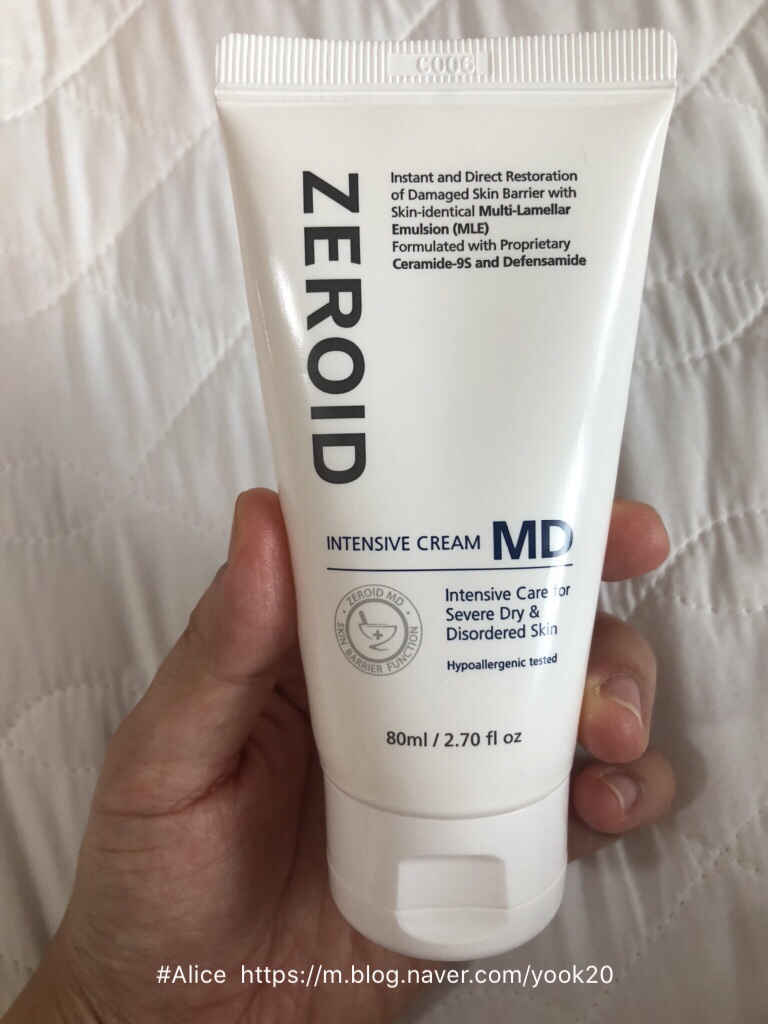 ZEROID
Instant and Direct Restoration
of Damaged Skin Barrier with
Skin-identical Multi-Lamellar
Emulsion (MLE)
Formulated with Proprietary
Ceramide-9S and Defensamide
INTENSIVE CREAM MD
· ZEROID MD ·
SKIN BARRIER FUNCTION
Intensive Care for
Severe Dry &
Disordered Skin
Hypoallergenic tested
80ml / 2.70 fl oz
#Alice https://m.blog.naver.com/yook20